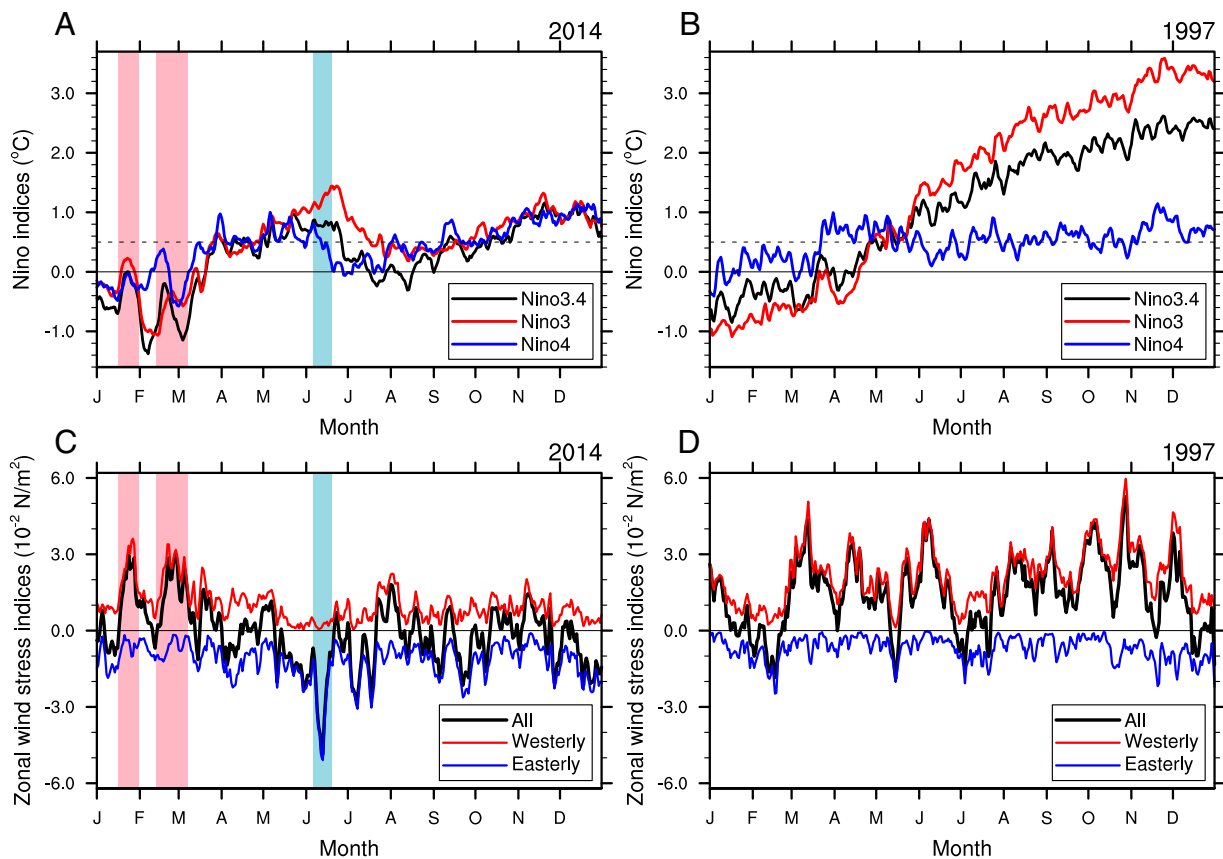 A 2014
Nino indices (°C)
3.0
2.0
1.0
0.0
-1.0
Nino3.4
Nino3
Nino4
J F M A M J J A S O N D
Month
B 1997
Nino indices (°C)
3.0
2.0
1.0
0.0
-1.0
Nino3.4
Nino3
Nino4
J F M A M J J A S O N D
Month
C 2014
Zonal wind stress indices (10⁻² N/m²)
6.0
3.0
0.0
-3.0
-6.0
All
Westerly
Easterly
J F M A M J J A S O N D
Month
D 1997
Zonal wind stress indices (10⁻² N/m²)
6.0
3.0
0.0
-3.0
-6.0
All
Westerly
Easterly
J F M A M J J A S O N D
Month